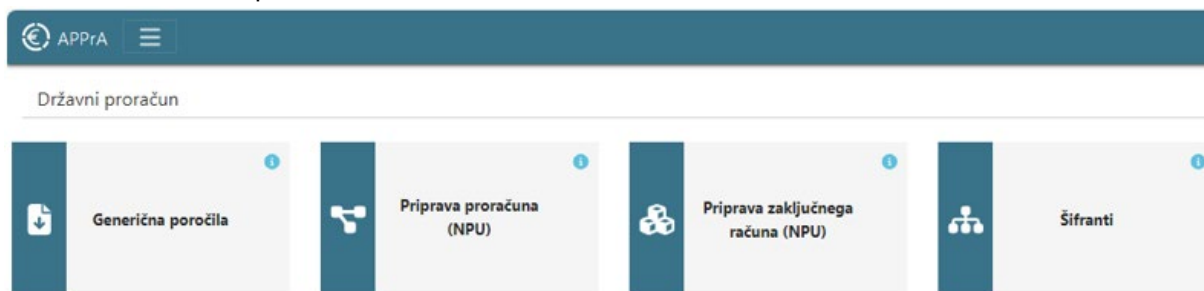 APPrA
Državni proračun
Generična poročila
Priprava proračuna
(NPU)
Priprava zaključnega
računa (NPU)
Šifranti